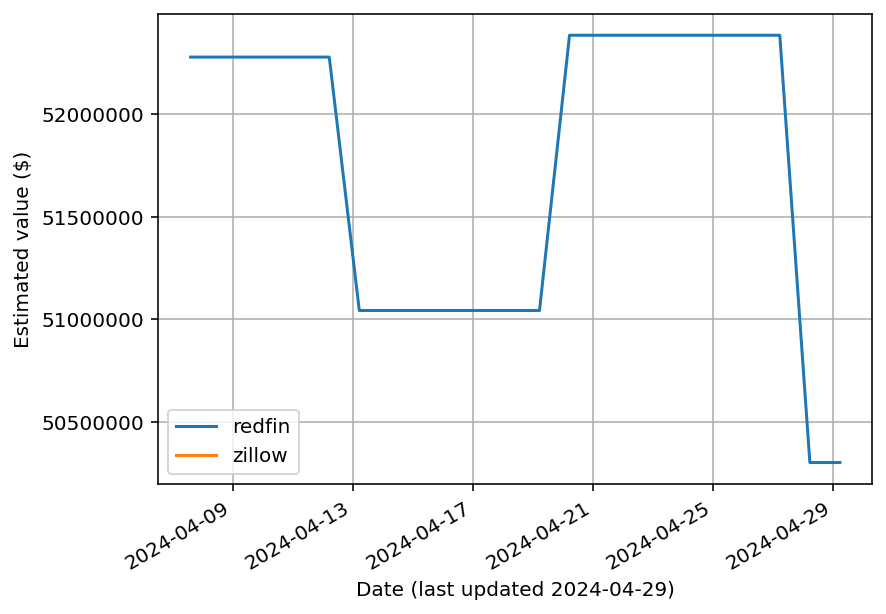 Estimated value ($)
52000000
51500000
51000000
50500000
redfin
zillow
2024-04-09
2024-04-13
2024-04-17
2024-04-21
2024-04-25
2024-04-29
Date (last updated 2024-04-29)